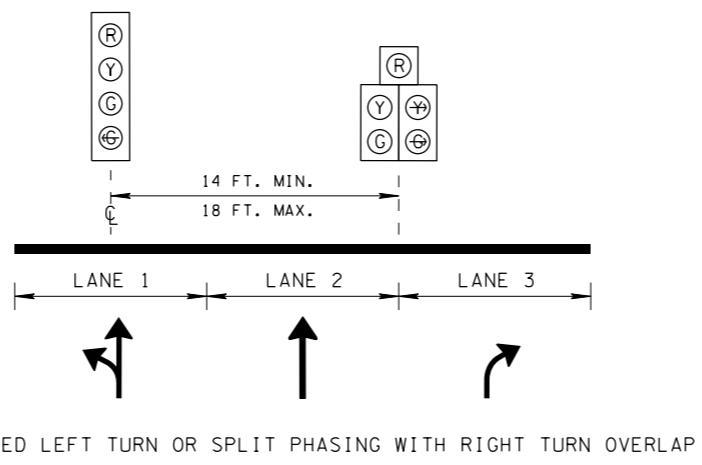 R
Y
G
G
R
Y Y
G G
14 FT. MIN.
18 FT. MAX.
℄
LANE 1 LANE 2 LANE 3
ED LEFT TURN OR SPLIT PHASING WITH RIGHT TURN OVERLAP